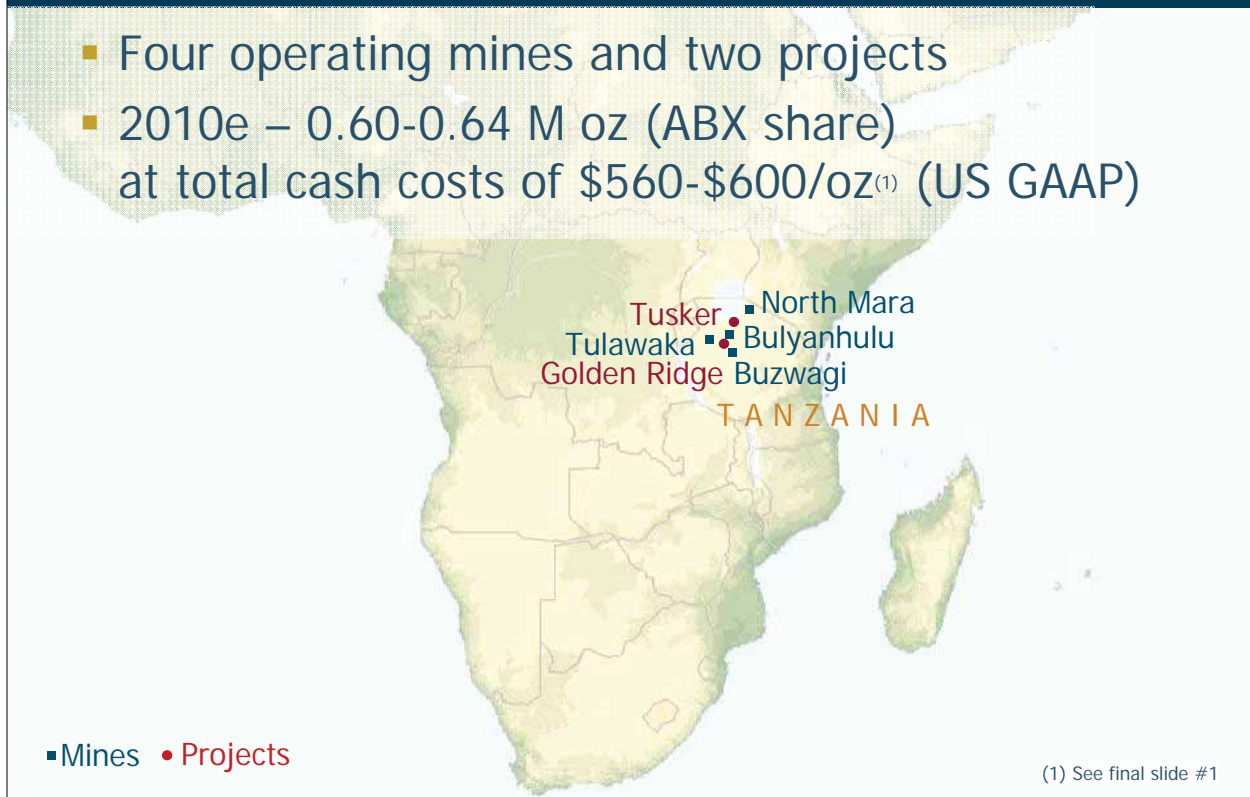 ▪ Four operating mines and two projects
▪ 2010e – 0.60-0.64 M oz (ABX share)
at total cash costs of $560-$600/oz(1) (US GAAP)
Tusker
North Mara
Tulawaka
Bulyanhulu
Golden Ridge
Buzwagi
TANZANIA
▪Mines • Projects
(1) See final slide #1